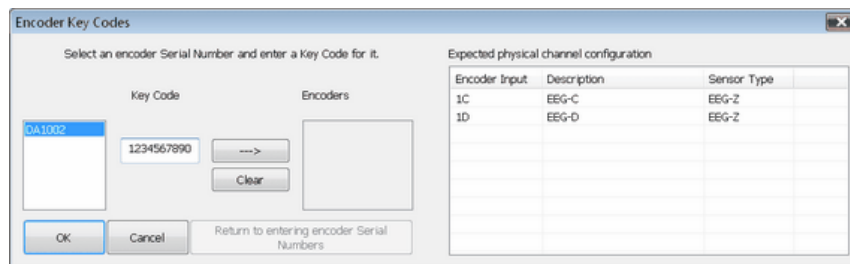 Encoder Key Codes
Select an encoder Serial Number and enter a Key Code for it.
Key Code
Encoders
DA1002
1234567890
--->
Clear
OK
Cancel
Return to entering encoder Serial
Numbers
Expected physical channel configuration
Encoder Input Description Sensor Type
1C EEG-C EEG-Z
1D EEG-D EEG-Z